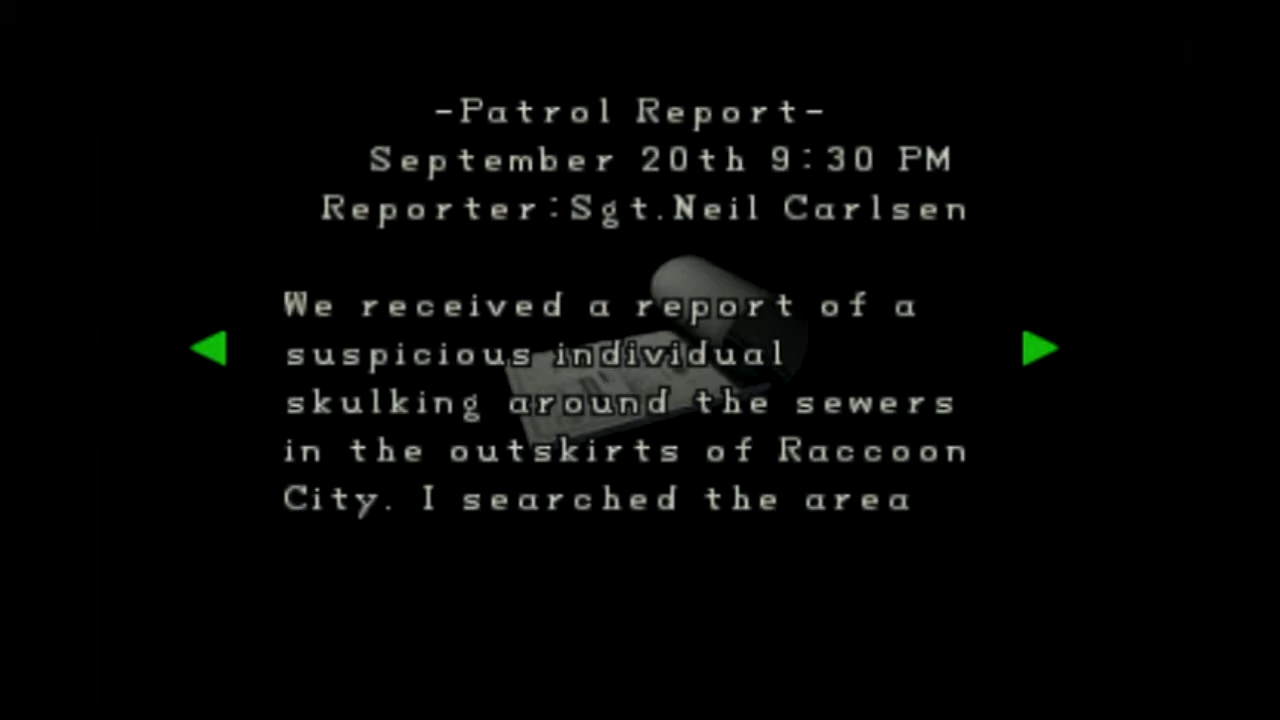 -Patrol Report-
September 20th 9:30 PM
Reporter:Sgt.Neil Carlsen
We received a report of a
suspicious individual
skulking around the sewers
in the outskirts of Raccoon
City. I searched the area